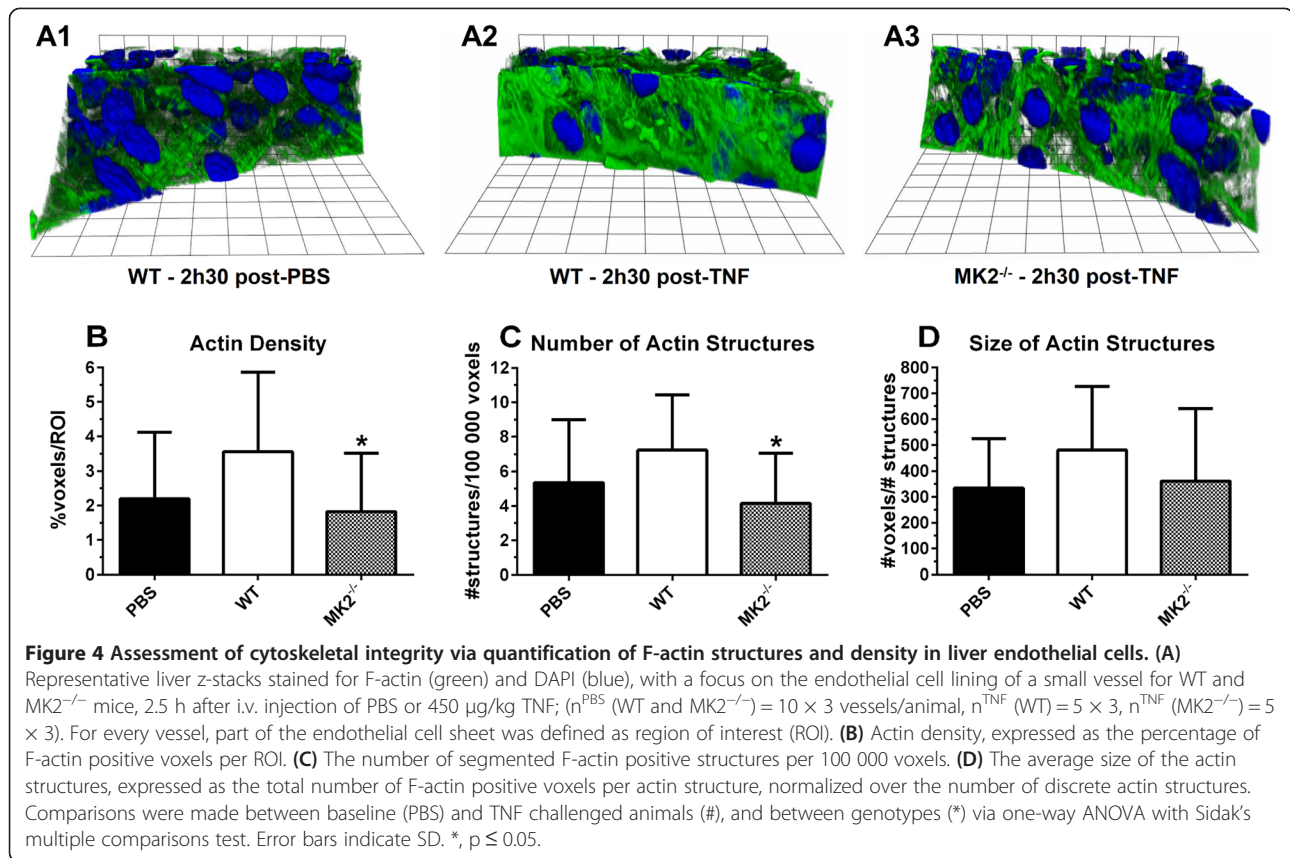 A1
A2
A3
WT - 2h30 post-PBS
WT - 2h30 post-TNF
MK2-/- - 2h30 post-TNF
B
Actin Density
%voxels/ROI
6
5
4
3
2
1
0
*
PBS
WT
MK2-/-
C
Number of Actin Structures
#structures/100 000 voxels
12
10
8
6
4
2
0
*
PBS
WT
MK2-/-
D
Size of Actin Structures
#voxels/# structures
800
700
600
500
400
300
200
100
0
PBS
WT
MK2-/-
Figure 4 Assessment of cytoskeletal integrity via quantification of F-actin structures and density in liver endothelial cells. (A)
Representative liver z-stacks stained for F-actin (green) and DAPI (blue), with a focus on the endothelial cell lining of a small vessel for WT and
MK2−/− mice, 2.5 h after i.v. injection of PBS or 450 μg/kg TNF; (nPBS (WT and MK2−/−) = 10 × 3 vessels/animal, nTNF (WT) = 5 × 3, nTNF (MK2−/−) = 5
× 3). For every vessel, part of the endothelial cell sheet was defined as region of interest (ROI). (B) Actin density, expressed as the percentage of
F-actin positive voxels per ROI. (C) The number of segmented F-actin positive structures per 100 000 voxels. (D) The average size of the actin
structures, expressed as the total number of F-actin positive voxels per actin structure, normalized over the number of discrete actin structures.
Comparisons were made between baseline (PBS) and TNF challenged animals (#), and between genotypes (*) via one-way ANOVA with Sidak's
multiple comparisons test. Error bars indicate SD. *, p ≤ 0.05.